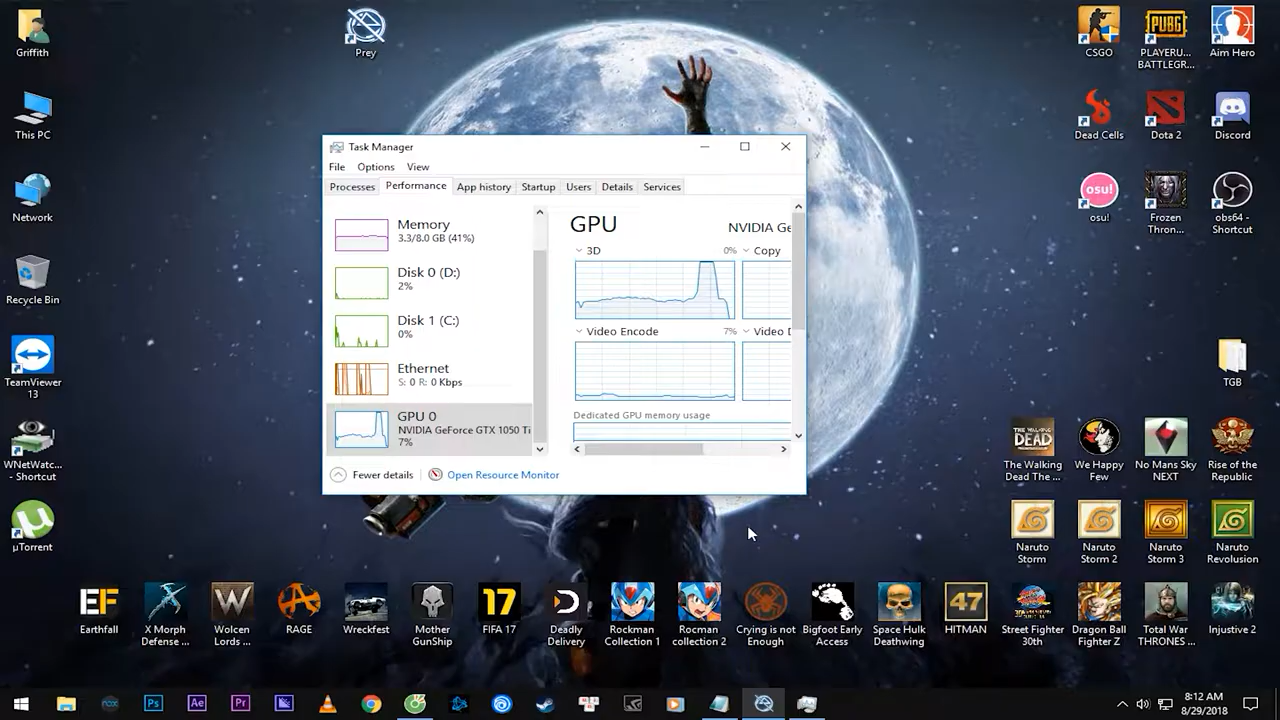 Griffith
Prey
CSGO
PLAYERU...
BATTLEGR...
Aim Hero
This PC
Dead Cells
Dota 2
Discord
Network
osu!
osu!
Frozen
Thron...
obs64 -
Shortcut
Recycle Bin
TeamViewer
13
TGB
WNetWatc...
- Shortcut
µTorrent
Task Manager
File
Options
View
Processes
Performance
App history
Startup
Users
Details
Services
Memory
3.3/8.0 GB (41%)
Disk 0 (D:)
2%
Disk 1 (C:)
0%
Ethernet
S: 0 R: 0 Kbps
GPU 0
NVIDIA GeForce GTX 1050 Ti
7%
GPU
NVIDIA Ge
3D
0%
Copy
Video Encode
7%
Video D
Dedicated GPU memory usage
Fewer details
Open Resource Monitor
The Walking
Dead The ...
We Happy
Few
No Mans Sky
NEXT
Rise of the
Republic
Naruto
Storm
Naruto
Storm 2
Naruto
Storm 3
Naruto
Revolusion
EF
Earthfall
X Morph
Defense ...
Wolcen
Lords ...
RAGE
Wreckfest
Mother
GunShip
17
FIFA 17
Deadly
Delivery
Rockman
Collection 1
Rocman
collection 2
Crying is not
Enough
Bigfoot Early
Access
Space Hulk
Deathwing
47
HITMAN
Street Fighter
30th
Dragon Ball
Fighter Z
Total War
THRONES ...
Injustice 2
Ps
Ae
Pr
8:12 AM
8/29/2018